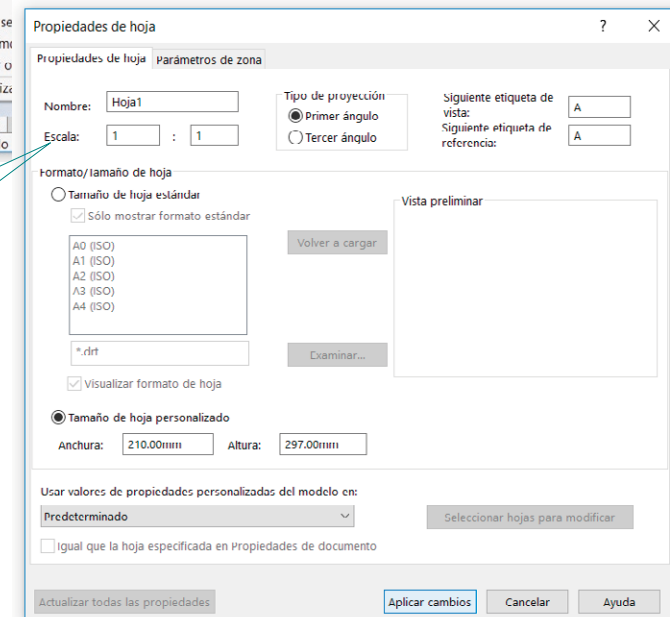 se
Propiedades de hoja ? X
Propiedades de hoja Parámetros de zona
Nombre: Hoja1
Escala: 1 : 1
Tipo de proyección
Primer ángulo
Tercer ángulo
Siguiente etiqueta de
vista: A
Siguiente etiqueta de
referencia: A
Formato/Tamaño de hoja
Tamaño de hoja estándar
Sólo mostrar formato estándar
A0 (ISO)
A1 (ISO)
A2 (ISO)
A3 (ISO)
A4 (ISO)
Volver a cargar
*.drt
Examinar...
Visualizar formato de hoja
Vista preliminar
Tamaño de hoja personalizado
Anchura: 210.00mm Altura: 297.00mm
Usar valores de propiedades personalizadas del modelo en:
Predeterminado
Seleccionar hojas para modificar
Igual que la hoja especificada en Propiedades de documento
Actualizar todas las propiedades
Aplicar cambios Cancelar Ayuda